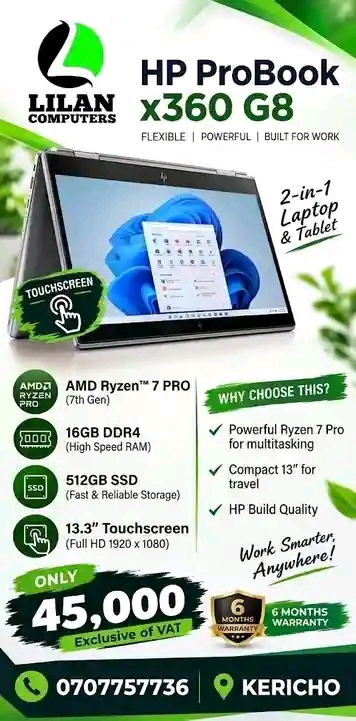 LILAN
COMPUTERS
HP ProBook
x360 G8
FLEXIBLE | POWERFUL | BUILT FOR WORK
2-in-1
Laptop
& Tablet
TOUCHSCREEN
AMD
RYZEN
PRO
AMD Ryzen™ 7 PRO
(7th Gen)
16GB DDR4
(High Speed RAM)
SSD
512GB SSD
(Fast & Reliable Storage)
13.3” Touchscreen
(Full HD 1920 x 1080)
WHY CHOOSE THIS?
Powerful Ryzen 7 Pro
for multitasking
Compact 13” for
travel
HP Build Quality
Work Smarter,
Anywhere!
ONLY
45,000
Exclusive of VAT
6
MONTHS
WARRANTY
6 MONTHS
WARRANTY
0707757736 | KERICHO